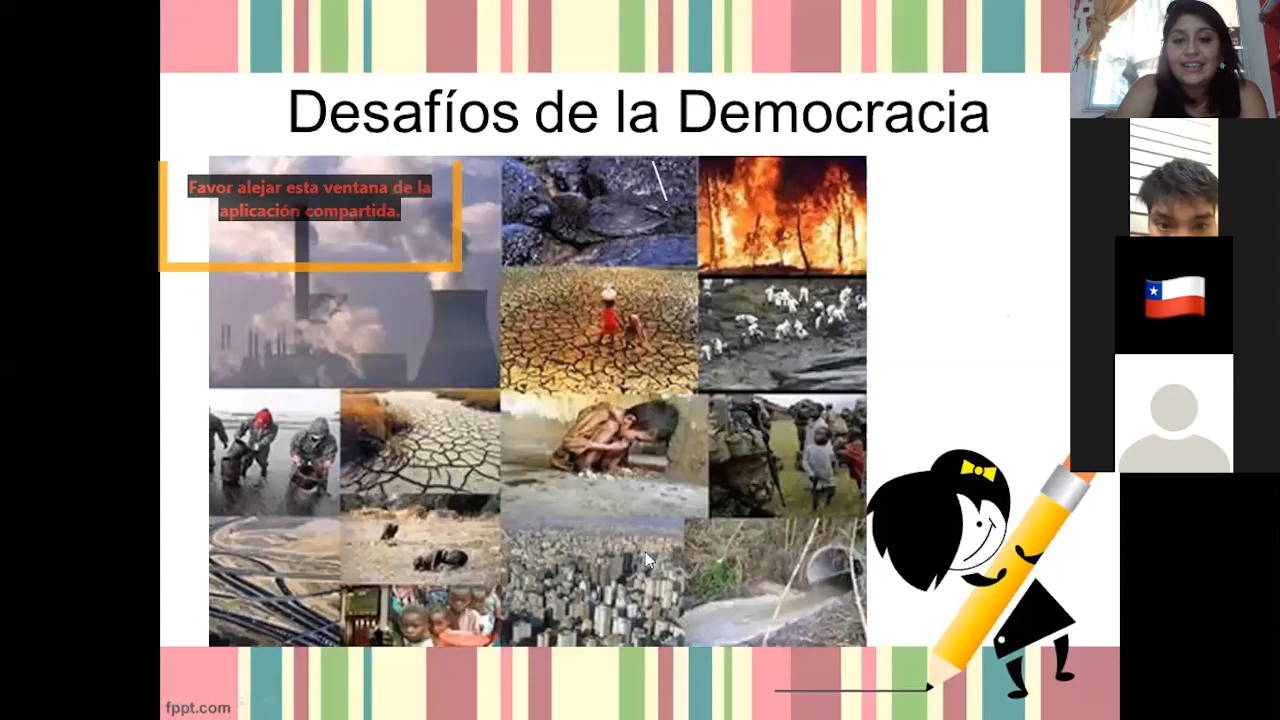 Desafíos de la Democracia
Favor alejar esta ventana de la
aplicación compartida.
fppt.com